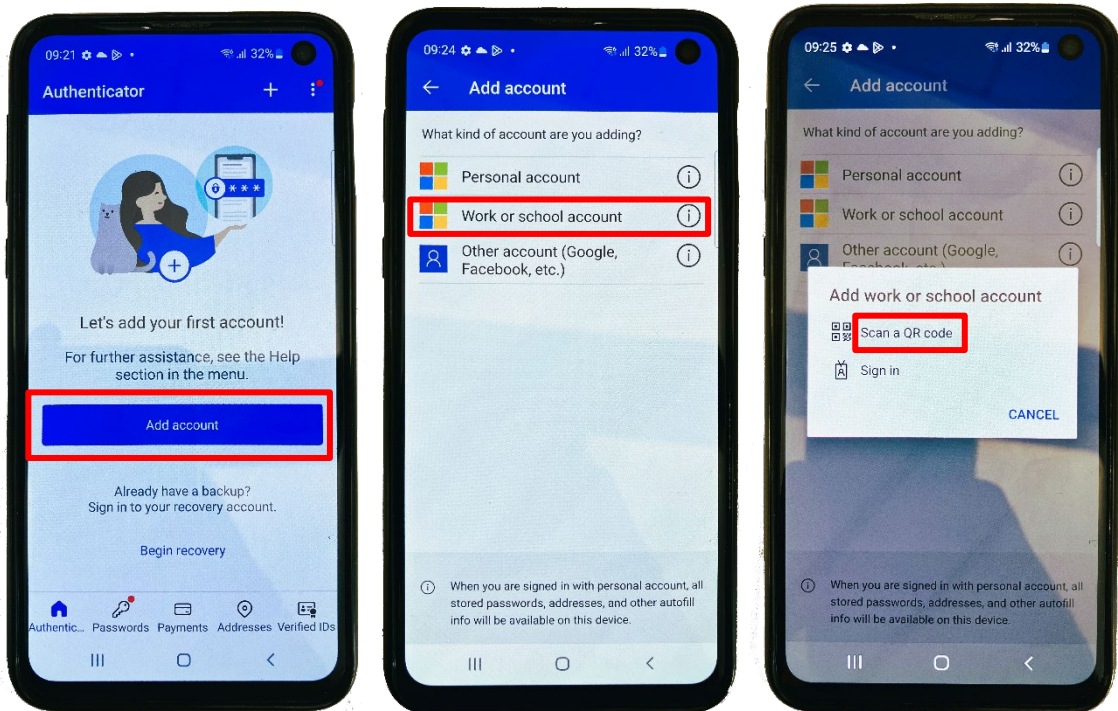 09:21
32%
Authenticator
* * *
Let's add your first account!
For further assistance, see the Help
section in the menu.
Add account
Already have a backup?
Sign in to your recovery account.
Begin recovery
Authentic... Passwords Payments Addresses Verified IDs
09:24
32%
Add account
What kind of account are you adding?
Personal account
Work or school account
Other account (Google,
Facebook, etc.)
When you are signed in with personal account, all
stored passwords, addresses, and other autofill
info will be available on this device.
09:25
32%
Add account
What kind of account are you adding?
Personal account
Work or school account
Other account (Google,
Facebook, etc.)
Add work or school account
Scan a QR code
Sign in
CANCEL
When you are signed in with personal account, all
stored passwords, addresses, and other autofill
info will be available on this device.